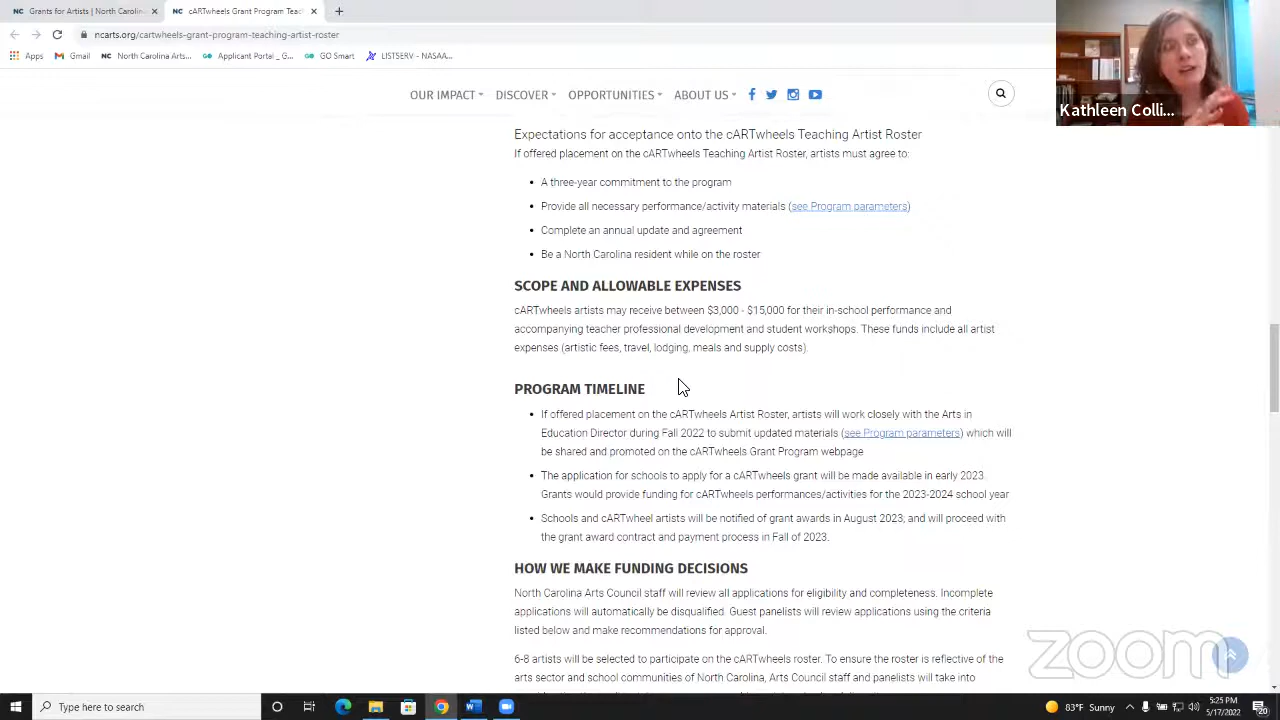 Grants for Artists | North Carolin
cARTwheels Grant Program Teac
ncarts.org/cartwheels-grant-program-teaching-artist-roster
Apps
Gmail
North Carolina Arts...
Applicant Portal _ G...
GO Smart
LISTSERV - NASAA...
Kathleen Colli...
OUR IMPACT
DISCOVER
OPPORTUNITIES
ABOUT US
Expectations for acceptance onto the cARTwheels Teaching Artist Roster
If offered placement on the cARTwheels Teaching Artist Roster, artists must agree to:
• A three-year commitment to the program
• Provide all necessary performance/activity materials (see Program parameters)
• Complete an annual update and agreement
• Be a North Carolina resident while on the roster
SCOPE AND ALLOWABLE EXPENSES
cARTwheels artists may receive between $3,000 - $15,000 for their in-school performance and
accompanying teacher professional development and student workshops. These funds include all artist
expenses (artistic fees, travel, lodging, meals and supply costs).
PROGRAM TIMELINE
• If offered placement on the cARTwheels Artist Roster, artists will work closely with the Arts in
Education Director during Fall 2022 to submit updated materials (see Program parameters) which will
be shared and promoted on the cARTwheels Grant Program webpage
• The application for schools to apply for a cARTwheels grant will be made available in early 2023.
Grants would provide funding for cARTwheels performances/activities for the 2023-2024 school year
• Schools and cARTwheel artists will be notified of grant awards in August 2023, and will proceed with
the grant award contract and payment process in Fall of 2023.
HOW WE MAKE FUNDING DECISIONS
North Carolina Arts Council staff will review all applications for eligibility and completeness. Incomplete
applications will automatically be disqualified. Guest panelists will review applications using the criteria
listed below and make recommendations for approval.
6-8 artists will be selected to participate on the cARTwheels roster. To ensure the roster is reflective of the
arts sector and school communities of North Carolina, Arts Council staff and panelists will take into
zoom
Type here to search
83°F Sunny
5:25 PM
5/17/2022
20